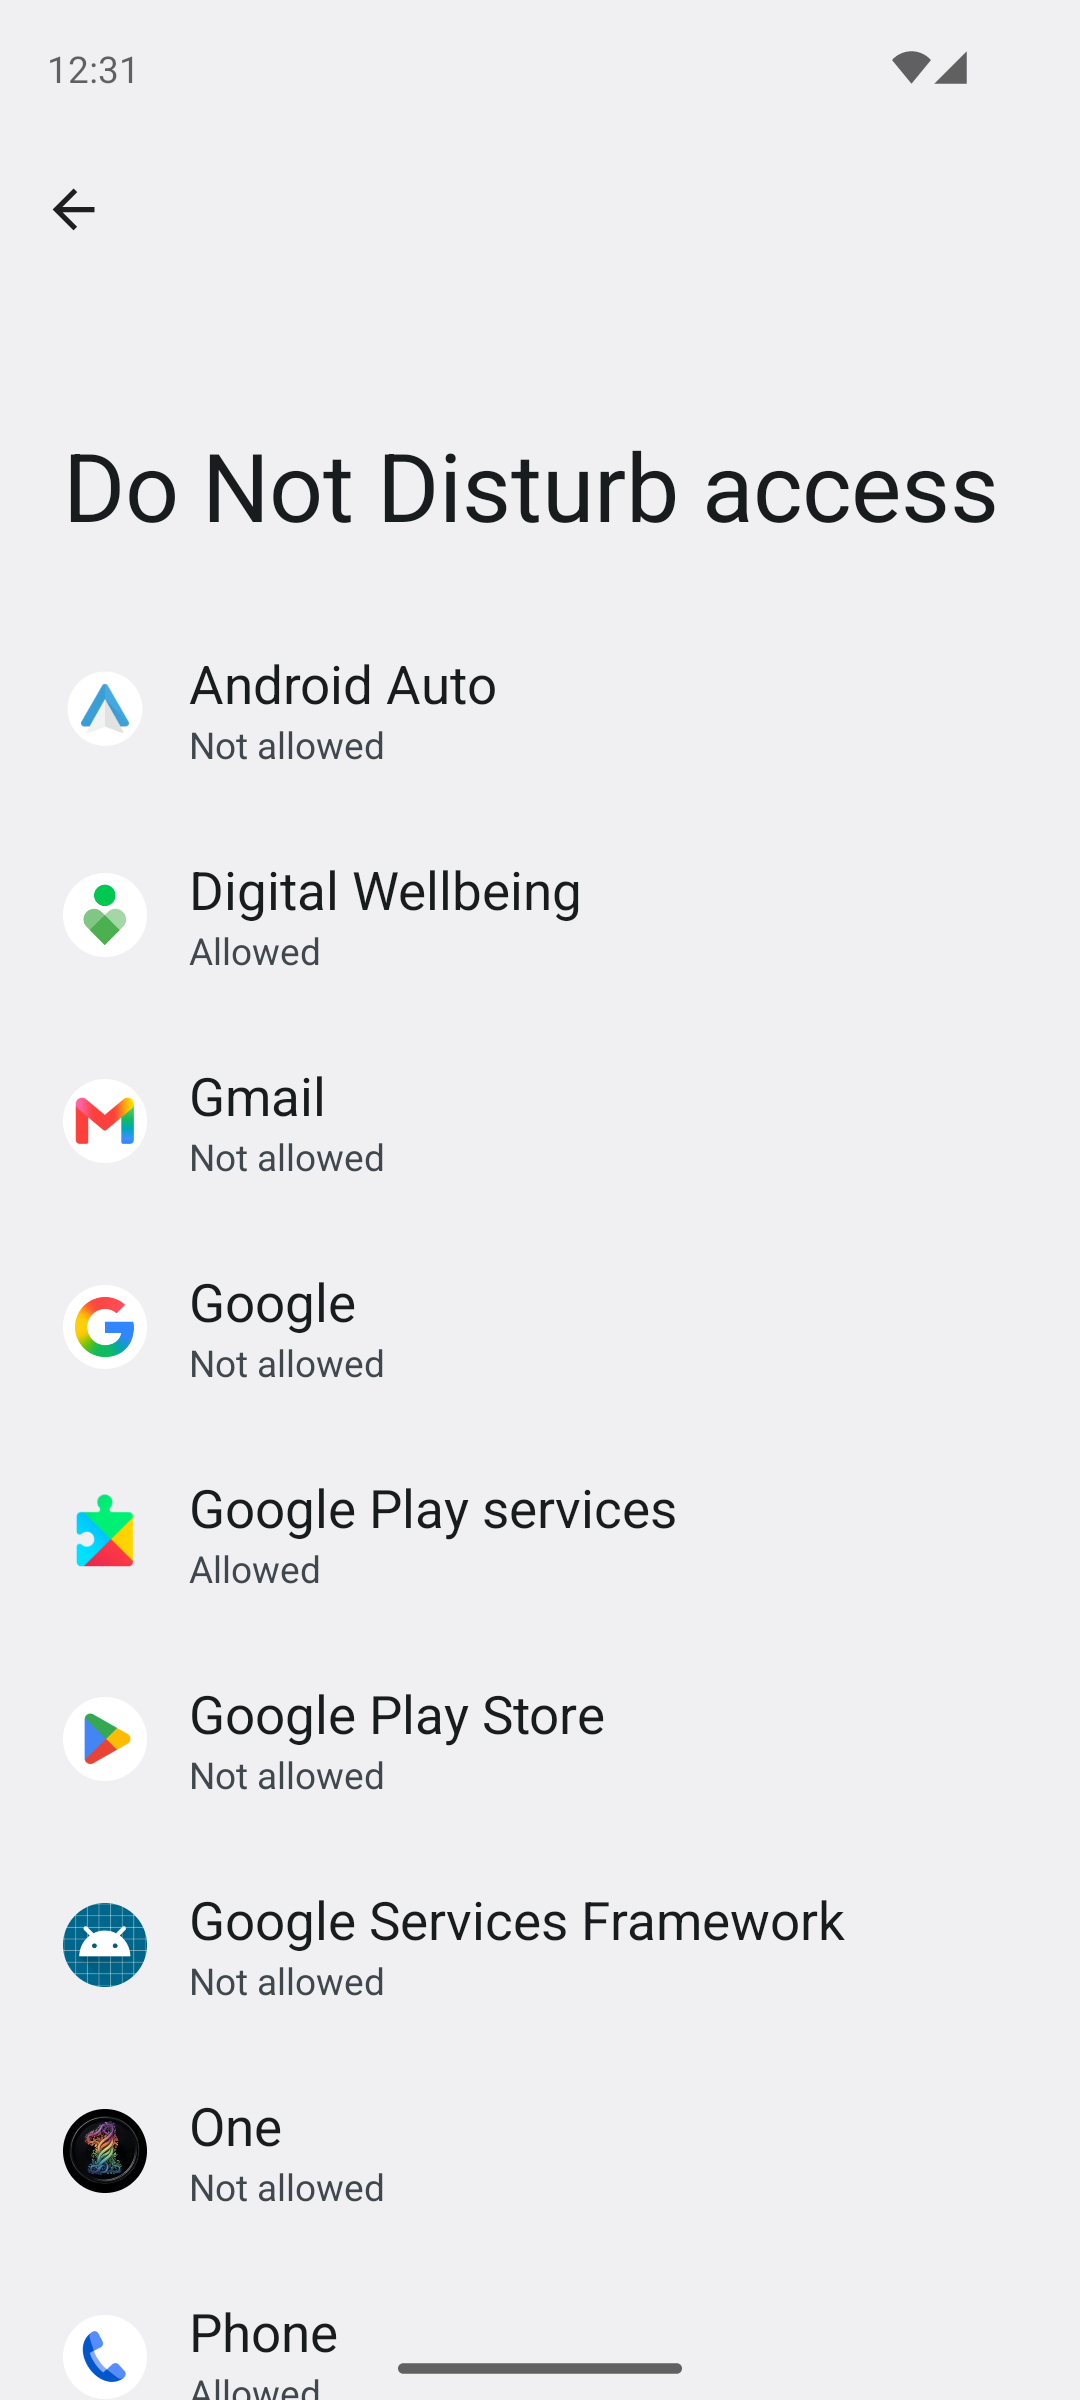 12:31
Do Not Disturb access
Android Auto
Not allowed
Digital Wellbeing
Allowed
Gmail
Not allowed
Google
Not allowed
Google Play services
Allowed
Google Play Store
Not allowed
Google Services Framework
Not allowed
One
Not allowed
Phone
Allowed